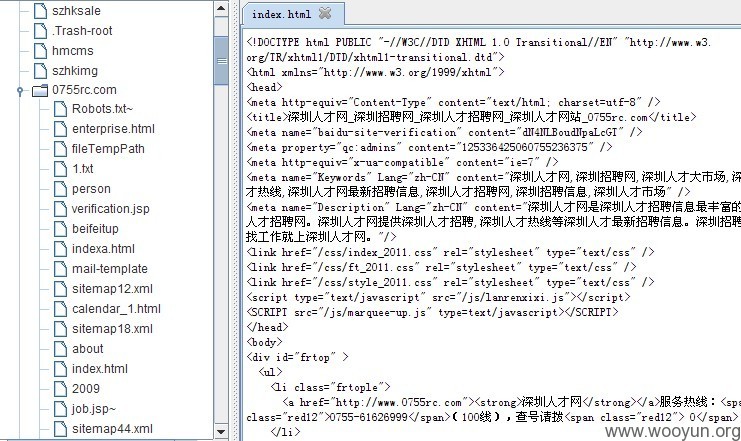 szhksale
.Trash-root
hmcms
szhkimg
0755rc.com
Robots.txt~
enterprise.html
fileTempPath
1.txt
person
verification.jsp
beifeitup
indexa.html
mail-template
sitemap12.xml
calendar_1.html
sitemap18.xml
about
index.html
2009
job.jsp~
sitemap44.xml
index.html
<!DOCTYPE html PUBLIC "-//W3C//DTD XHTML 1.0 Transitional//EN" "http://www.w3.
org/TR/xhtml1/DTD/xhtml1-transitional.dtd">
<html xmlns="http://www.w3.org/1999/xhtml">
<head>
<meta http-equiv="Content-Type" content="text/html; charset=utf-8" />
<title>深圳人才网_深圳招聘网_深圳人才招聘网_深圳人才网站_0755rc.com</title>
<meta name="baidu-site-verification" content="dN4NLBoudNpaLcGI" />
<meta property="qc:admins" content="125336425060755236375" />
<meta http-equiv="x-ua-compatible" content="ie=7" />
<meta name="Keywords" Lang="zh-CN" content="深圳人才网,深圳招聘网,深圳人才大市场,深
才热线,深圳人才网最新招聘信息,深圳人才招聘网,深圳招聘信息,深圳人才市场" />
<meta name="Description" Lang="zh-CN" content="深圳人才网是深圳招聘信息最丰富的
人才招聘网。深圳人才网提供深圳人才招聘,深圳人才热线等深圳人才最新招聘信息。深圳招聘
找工作就上深圳人才网。"/>
<link href="/css/index_2011.css" rel="stylesheet" type="text/css" />
<link href="/css/ft_2011.css" rel="stylesheet" type="text/css" />
<link href="/css/style_2011.css" rel="stylesheet" type="text/css" />
<script type="text/javascript" src="/js/lanrenxixi.js"></script>
<SCRIPT src="/js/marquee-up.js" type=text/javascript></SCRIPT>
</head>
<body>
<div id="frtop" >
<ul>
<li class="frtople">
<a href="http://www.0755rc.com"><strong>深圳人才网</strong></a>服务热线：<sp
class="red12">0755-61626999</span>(100线)，查号请拨<span class="red12"> 0</span>
</li>
www.wooyun.org